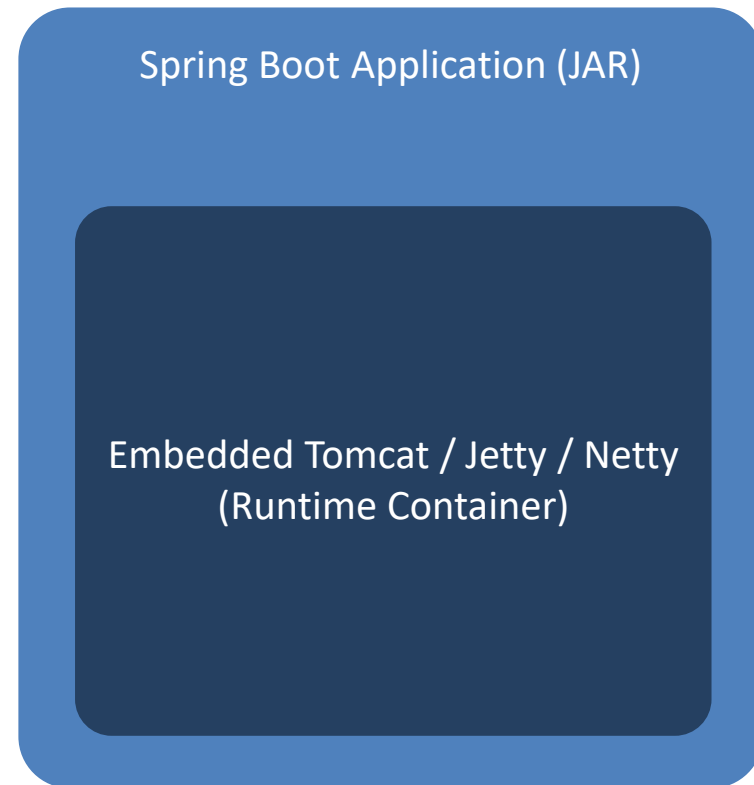 Spring Boot Application (JAR)
Embedded Tomcat / Jetty / Netty
(Runtime Container)